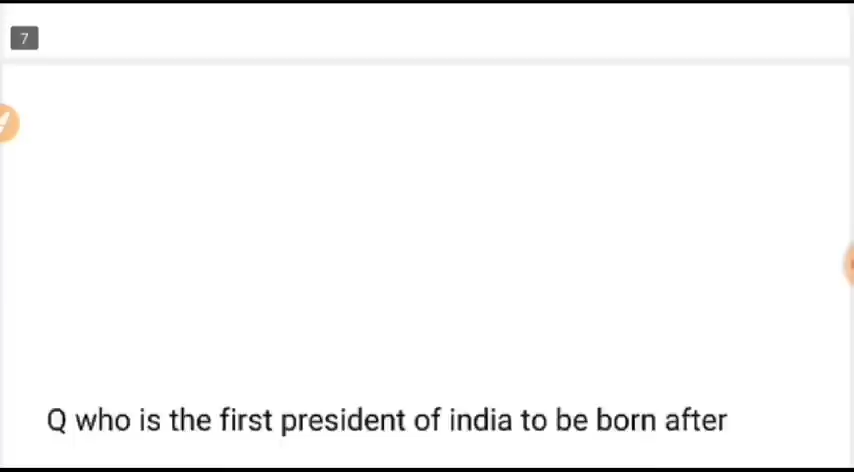 7
Q who is the first president of india to be born after